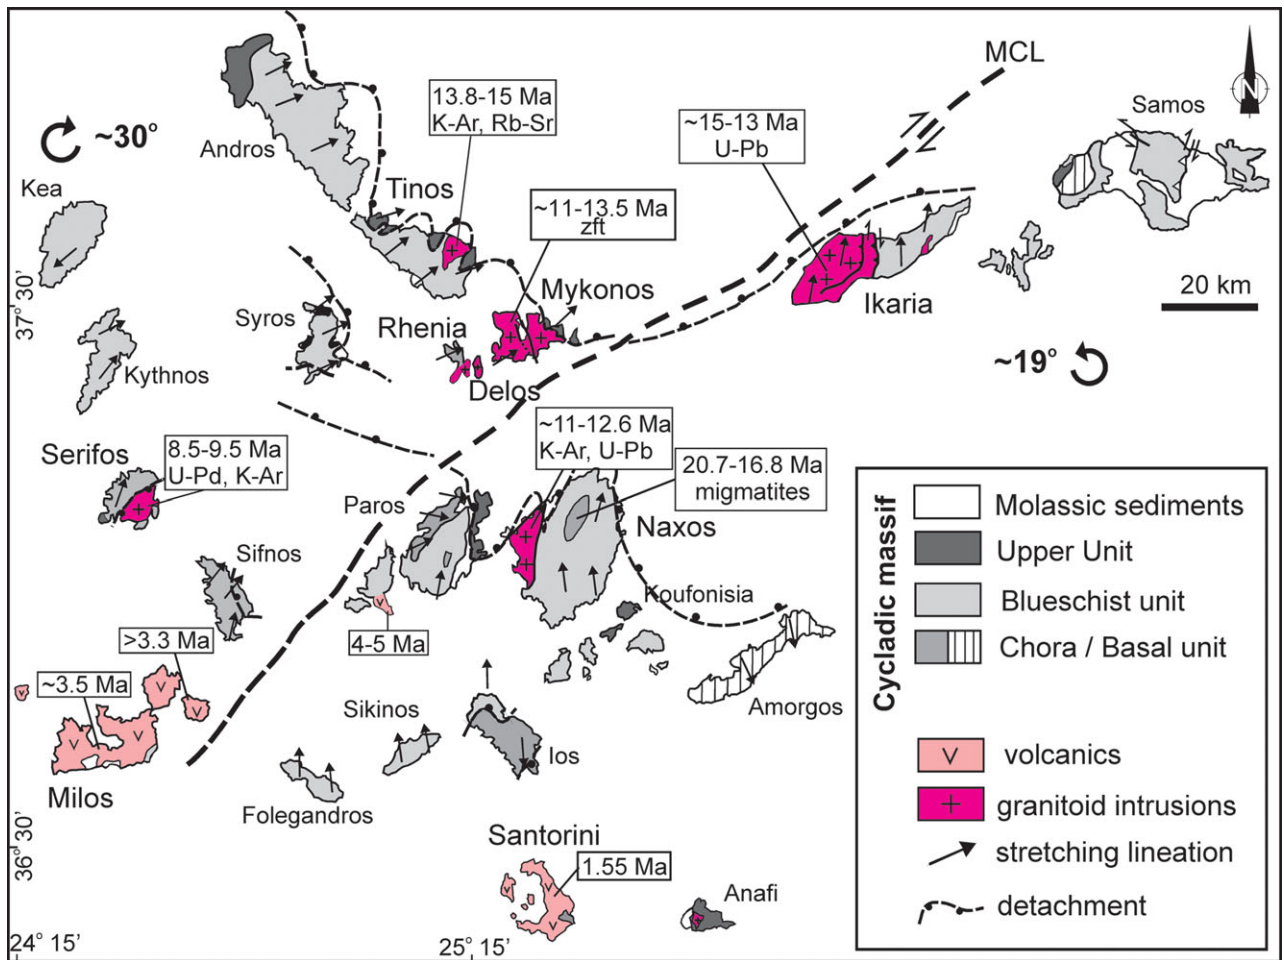 MCL
N
Samos
13.8-15 Ma
K-Ar, Rb-Sr
~15-13 Ma
U-Pb
~30°
Andros
Kea
Tinos
~11-13.5 Ma
zft
37° 30'
20 km
Mykonos
Ikaria
Syros
Rhenia
Kythnos
~19°
Delos
Serifos
8.5-9.5 Ma
U-Pd, K-Ar
~11-12.6 Ma
K-Ar, U-Pb
20.7-16.8 Ma
migmatites
Paros
Naxos
Sifnos
Koufonisia
>3.3 Ma
4-5 Ma
~3.5 Ma
Sikinos
Amorgos
Ios
Milos
Folegandros
36° 30'
Santorini
1.55 Ma
Anafi
24° 15'
25° 15'
Cycladic massif
Molassic sediments
Upper Unit
Blueschist unit
Chora / Basal unit
volcanics
granitoid intrusions
stretching lineation
detachment